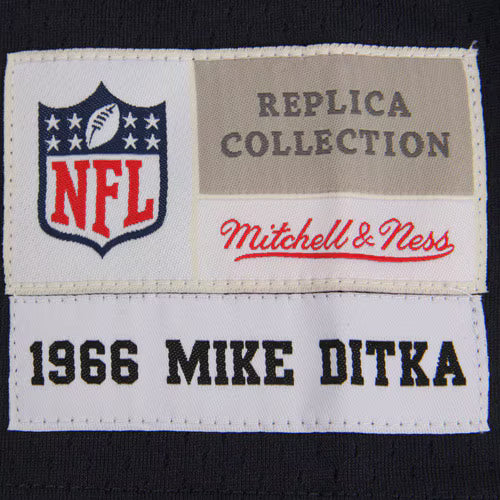 NFL
REPLICA
COLLECTION
Mitchell & Ness
1966 MIKE DITKA